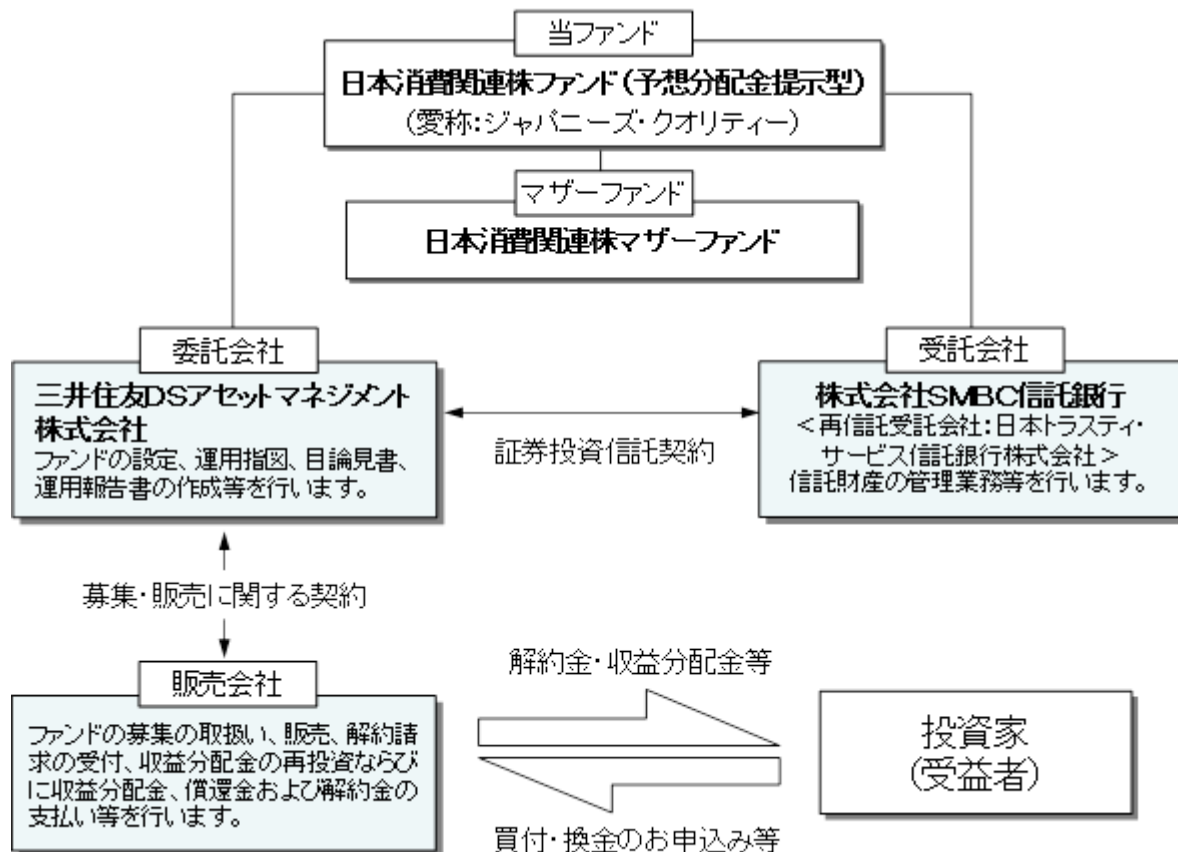 当ファンド
日本消費関連株ファンド(予想分配金提示型)
(愛称:ジャパニーズ・クオリティー)
マザーファンド
日本消費関連株マザーファンド
委託会社
三井住友DSアセットマネジメント
株式会社
ファンドの設定、運用指図、目論見書、
運用報告書の作成等を行います。
証券投資信託契約
受託会社
株式会社SMBC信託銀行
<再信託受託会社:日本トラスティ・
サービス信託銀行株式会社>
信託財産の管理業務等を行います。
募集・販売に関する契約
販売会社
ファンドの募集の取扱い、販売、解約請
求の受付、収益分配金の再投資ならび
に収益分配金、償還金および解約金の
支払い等を行います。
解約金・収益分配金等
買付・換金のお申込み等
投資家
(受益者)